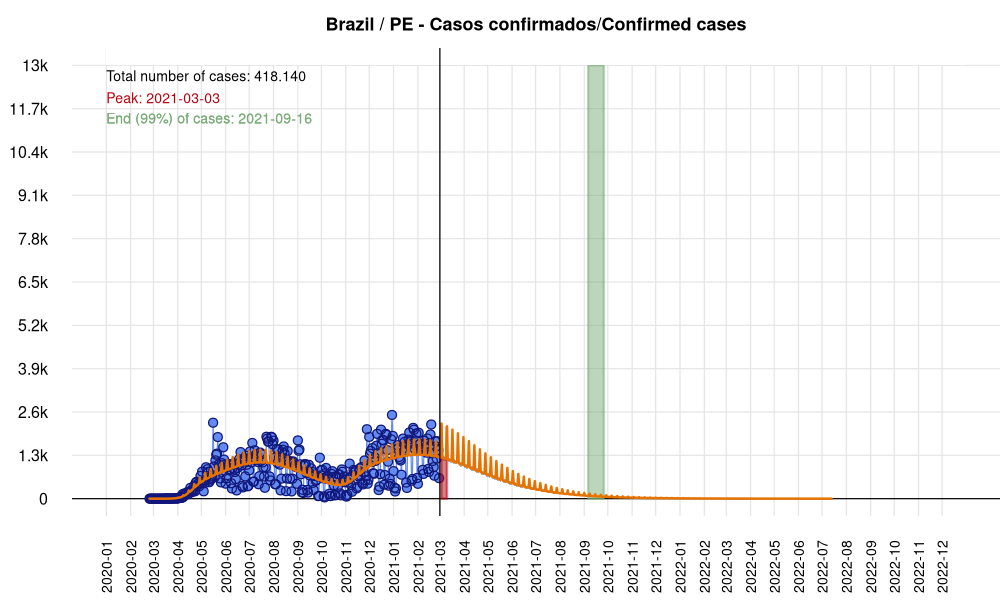 Brazil / PE - Casos confirmados/Confirmed cases
Total number of cases: 418.140
Peak: 2021-03-03
End (99%) of cases: 2021-09-16
13k
11.7k
10.4k
9.1k
7.8k
6.5k
5.2k
3.9k
2.6k
1.3k
0
2020-01
2020-02
2020-03
2020-04
2020-05
2020-06
2020-07
2020-08
2020-09
2020-10
2020-11
2020-12
2021-01
2021-02
2021-03
2021-04
2021-05
2021-06
2021-07
2021-08
2021-09
2021-10
2021-11
2021-12
2022-01
2022-02
2022-03
2022-04
2022-05
2022-06
2022-07
2022-08
2022-09
2022-10
2022-11
2022-12